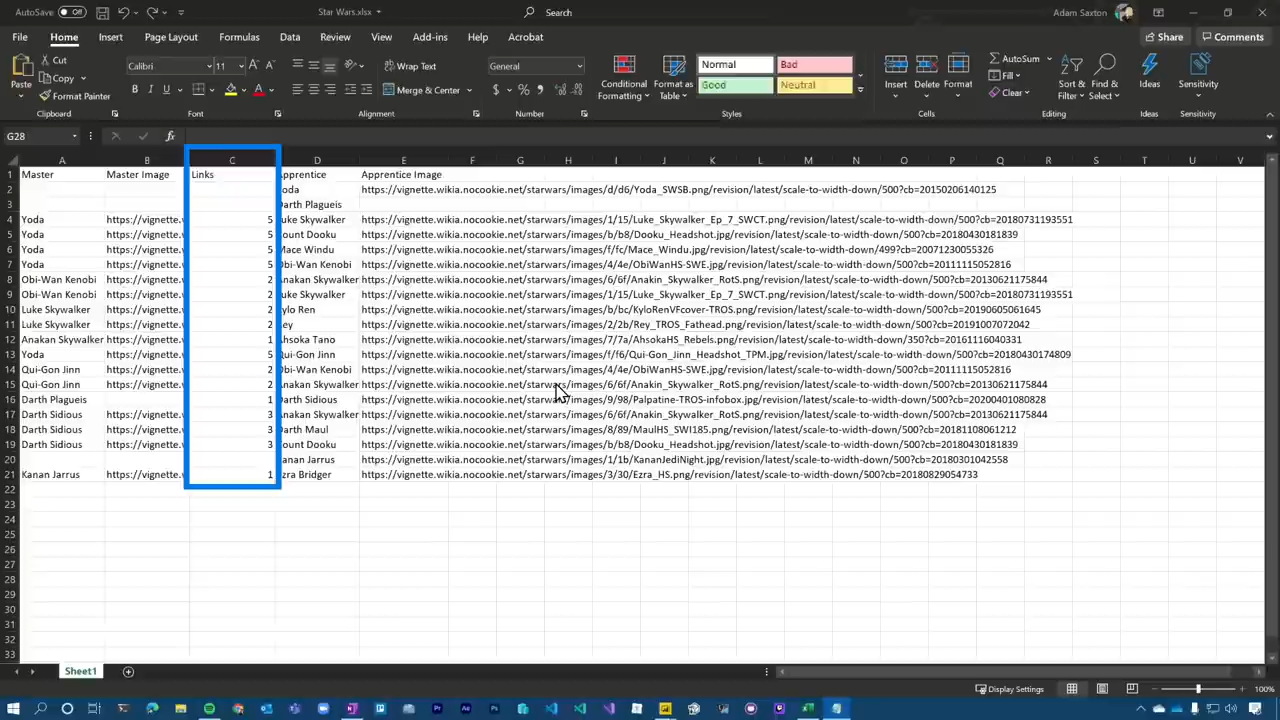 AutoSave Off Star Wars.xlsx Search Adam Saxton
File Home Insert Page Layout Formulas Data Review View Add-ins Help Acrobat Share Comments
Cut Calibri 11 Wrap Text General Normal Bad AutoSum
Copy Fill
Paste Format Painter B I U Merge & Center Conditional Formatting Format as Table Good Neutral Insert Delete Format Clear Sort & Filter Find & Select Ideas Sensitivity
Clipboard Font Alignment Number Styles Cells Editing Ideas Sensitivity
G28 fx
A B C D E F G H I J K L M N O P Q R S T U V
1 Master Master Image Links Apprentice Apprentice Image
2 Yoda https://vignette.wikia.nocookie.net/starwars/images/d/d6/Yoda_SWSB.png/revision/latest/scale-to-width-down/500?cb=20150206140125
3 Darth Plagueis
4 Yoda https://vignette.w 5 Luke Skywalker https://vignette.wikia.nocookie.net/starwars/images/1/15/Luke_Skywalker_Ep_7_SWCT.png/revision/latest/scale-to-width-down/500?cb=20180731193551
5 Yoda https://vignette.w 5 Count Dooku https://vignette.wikia.nocookie.net/starwars/images/b/b8/Dooku_Headshot.jpg/revision/latest/scale-to-width-down/500?cb=20180430181839
6 Yoda https://vignette.w 5 Mace Windu https://vignette.wikia.nocookie.net/starwars/images/f/fc/Mace_Windu.jpg/revision/latest/scale-to-width-down/499?cb=20071230055326
7 Yoda https://vignette.w 5 Obi-Wan Kenobi https://vignette.wikia.nocookie.net/starwars/images/4/4e/ObiWanHS-SWE.jpg/revision/latest/scale-to-width-down/500?cb=20111115052816
8 Obi-Wan Kenobi https://vignette.w 2 Anakan Skywalker https://vignette.wikia.nocookie.net/starwars/images/6/6f/Anakin_Skywalker_RotS.png/revision/latest/scale-to-width-down/500?cb=20130621175844
9 Obi-Wan Kenobi https://vignette.w 2 Luke Skywalker https://vignette.wikia.nocookie.net/starwars/images/1/15/Luke_Skywalker_Ep_7_SWCT.png/revision/latest/scale-to-width-down/500?cb=20180731193551
10 Luke Skywalker https://vignette.w 2 Kylo Ren https://vignette.wikia.nocookie.net/starwars/images/b/bc/KyloRenVFcover-TROS.png/revision/latest/scale-to-width-down/500?cb=20190605061645
11 Luke Skywalker https://vignette.w 2 Rey https://vignette.wikia.nocookie.net/starwars/images/2/2b/Rey_TROS_Fathead.png/revision/latest/scale-to-width-down/500?cb=20191007072042
12 Anakan Skywalker https://vignette.w 1 Ahsoka Tano https://vignette.wikia.nocookie.net/starwars/images/7/7a/AhsokaHS_Rebels.png/revision/latest/scale-to-width-down/350?cb=20161116040331
13 Yoda https://vignette.w 5 Qui-Gon Jinn https://vignette.wikia.nocookie.net/starwars/images/f/f6/Qui-Gon_Jinn_Headshot_TPM.jpg/revision/latest/scale-to-width-down/500?cb=20180430174809
14 Qui-Gon Jinn https://vignette.w 2 Obi-Wan Kenobi https://vignette.wikia.nocookie.net/starwars/images/4/4e/ObiWanHS-SWE.jpg/revision/latest/scale-to-width-down/500?cb=20111115052816
15 Qui-Gon Jinn https://vignette.w 2 Anakan Skywalker https://vignette.wikia.nocookie.net/starwars/images/6/6f/Anakin_Skywalker_RotS.png/revision/latest/scale-to-width-down/500?cb=20130621175844
16 Darth Plagueis 1 Darth Sidious https://vignette.wikia.nocookie.net/starwars/images/9/98/Palpatine-TROS-infobox.jpg/revision/latest/scale-to-width-down/500?cb=20200401080828
17 Darth Sidious https://vignette.w 3 Anakan Skywalker https://vignette.wikia.nocookie.net/starwars/images/6/6f/Anakin_Skywalker_RotS.png/revision/latest/scale-to-width-down/500?cb=20130621175844
18 Darth Sidious https://vignette.w 3 Darth Maul https://vignette.wikia.nocookie.net/starwars/images/8/89/MaulHS_SWI185.png/revision/latest/scale-to-width-down/500?cb=20181108061212
19 Darth Sidious https://vignette.w 3 Count Dooku https://vignette.wikia.nocookie.net/starwars/images/b/b8/Dooku_Headshot.jpg/revision/latest/scale-to-width-down/500?cb=20180430181839
20 Kanan Jarrus https://vignette.wikia.nocookie.net/starwars/images/1/1b/KananJediNight.jpg/revision/latest/scale-to-width-down/500?cb=20180301042558
21 Kanan Jarrus https://vignette.w 1 Ezra Bridger https://vignette.wikia.nocookie.net/starwars/images/3/30/Ezra_HS.png/revision/latest/scale-to-width-down/500?cb=20180829054733
22
23
24
25
26
27
28
29
30
31
32
33
Sheet1
Display Settings 100%